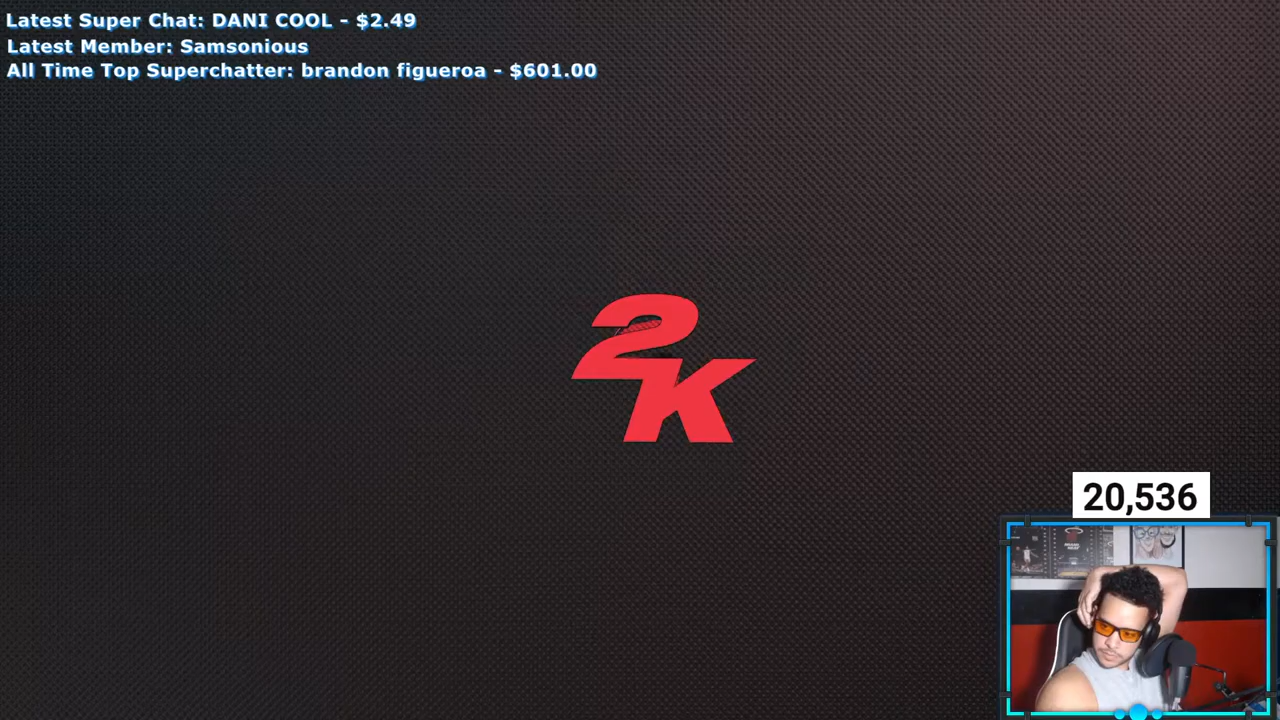 Latest Super Chat: DANI COOL - $2.49
Latest Member: Samsonious
All Time Top Superchatter: brandon figueroa - $601.00
2K
20,536